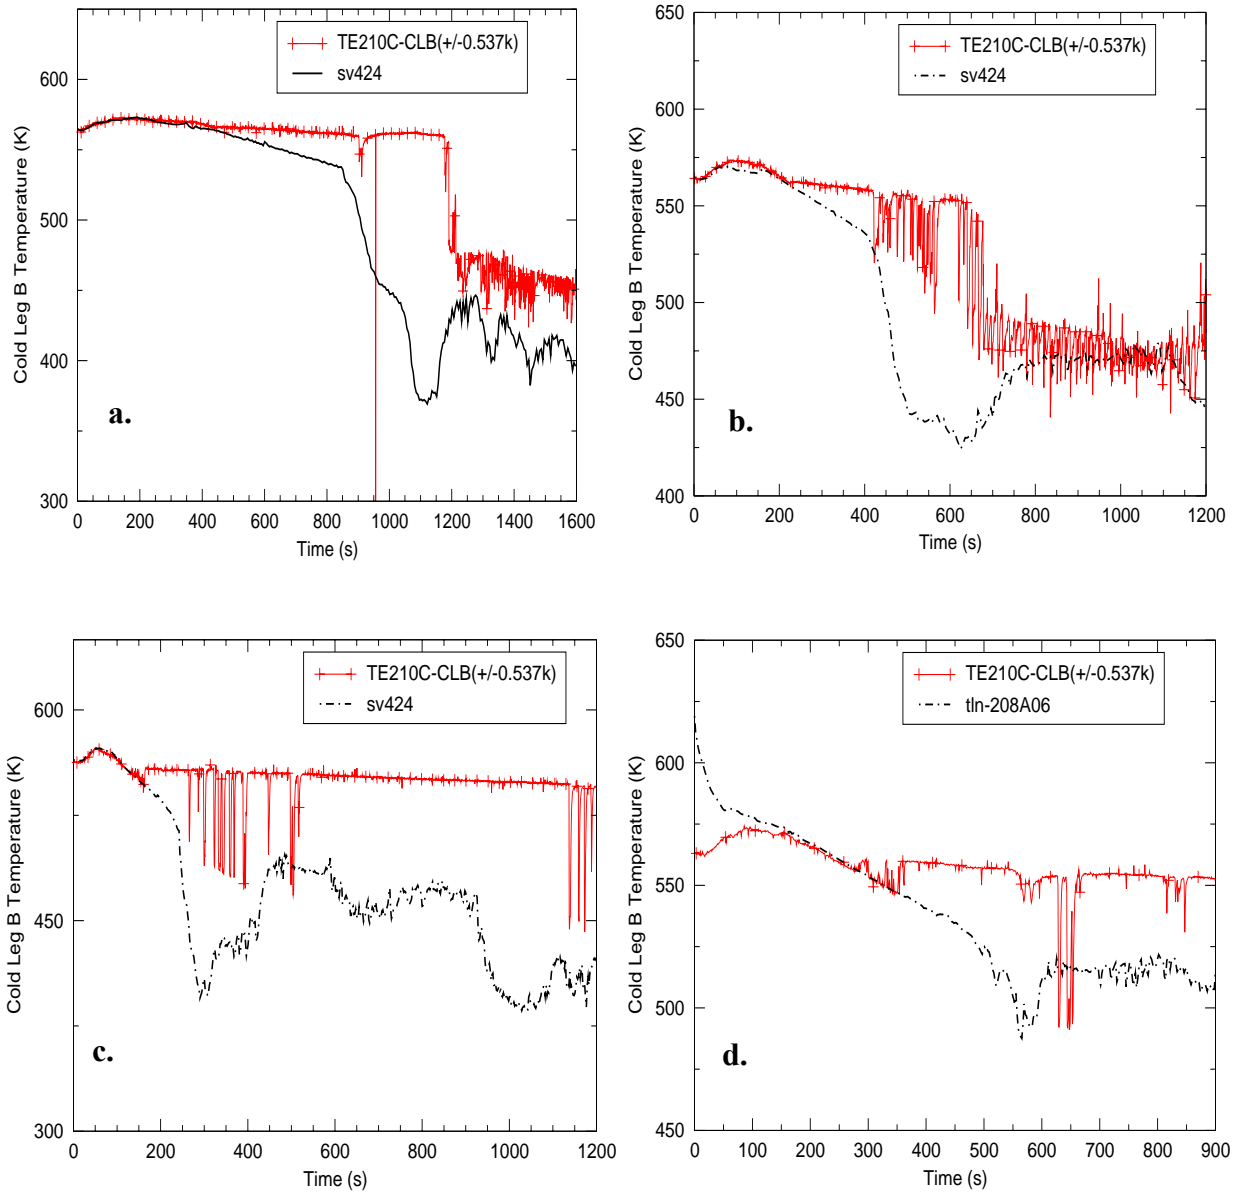 TE210C-CLB(+/-0.537k)
sv424
600
500
400
300
Cold Leg B Temperature (K)
a.
0 200 400 600 800 1000 1200 1400 1600
Time (s)
TE210C-CLB(+/-0.537k)
sv424
650
600
550
500
450
400
Cold Leg B Temperature (K)
b.
0 200 400 600 800 1000 1200
Time (s)
TE210C-CLB(+/-0.537k)
sv424
600
450
300
Cold Leg B Temperature (K)
c.
0 200 400 600 800 1000 1200
Time (s)
TE210C-CLB(+/-0.537k)
tln-208A06
650
600
550
500
450
Cold Leg B Temperature (K)
d.
0 100 200 300 400 500 600 700 800 900
Time (s)